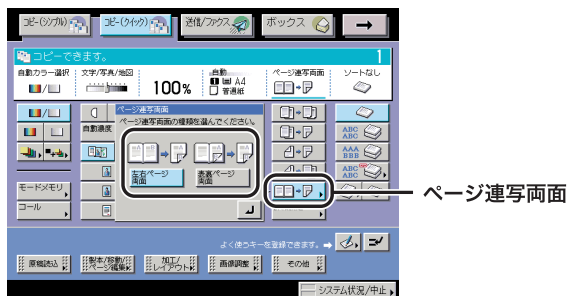 コピー(シンプル)
コピー(クイック)
送信/ファクス
ボックス
コピーできます。
1
自動カラー選択
文字/写真/地図
100%
自動
1 A4
普通紙
ページ連写両面
ソートなし
自動濃度
ページ連写両面
ページ連写両面の種類を選んでください。
左右ページ
両面
表裏ページ
両面
ABC
AAA
BBB
ABC
モードメモリ
コール
ページ連写両面
よく使うキーを登録できます。
原稿読込
製本/移動/
ページ編集
加工/
レイアウト
画像調整
その他
システム状況/中止